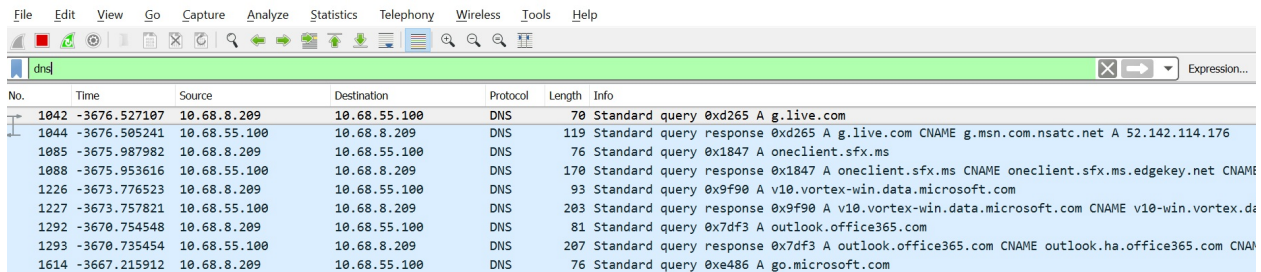 File Edit View Go Capture Analyze Statistics Telephony Wireless Tools Help
dns Expression...
No. Time Source Destination Protocol Length Info
1042 -3676.527107 10.68.8.209 10.68.55.100 DNS 70 Standard query 0xd265 A g.live.com
1044 -3676.505241 10.68.55.100 10.68.8.209 DNS 119 Standard query response 0xd265 A g.live.com CNAME g.msn.com.nsatc.net A 52.142.114.176
1085 -3675.987982 10.68.8.209 10.68.55.100 DNS 76 Standard query 0x1847 A oneclient.sfx.ms
1088 -3675.953616 10.68.55.100 10.68.8.209 DNS 170 Standard query response 0x1847 A oneclient.sfx.ms CNAME oneclient.sfx.ms.edgekey.net CNAME
1226 -3673.776523 10.68.8.209 10.68.55.100 DNS 93 Standard query 0x9f90 A v10.vortex-win.data.microsoft.com
1227 -3673.757821 10.68.55.100 10.68.8.209 DNS 203 Standard query response 0x9f90 A v10.vortex-win.data.microsoft.com CNAME v10-win.vortex.da
1292 -3670.754548 10.68.8.209 10.68.55.100 DNS 81 Standard query 0x7df3 A outlook.office365.com
1293 -3670.735454 10.68.55.100 10.68.8.209 DNS 207 Standard query response 0x7df3 A outlook.office365.com CNAME outlook.ha.office365.com CNAM
1614 -3667.215912 10.68.8.209 10.68.55.100 DNS 76 Standard query 0xe486 A go.microsoft.com